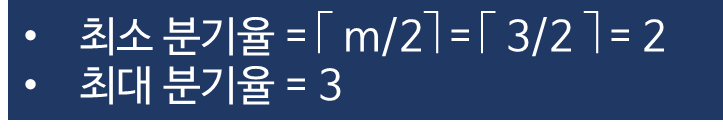 • 최소 분기율 =⌈ m/2⌉=⌈ 3/2 ⌉= 2
• 최대 분기율 = 3